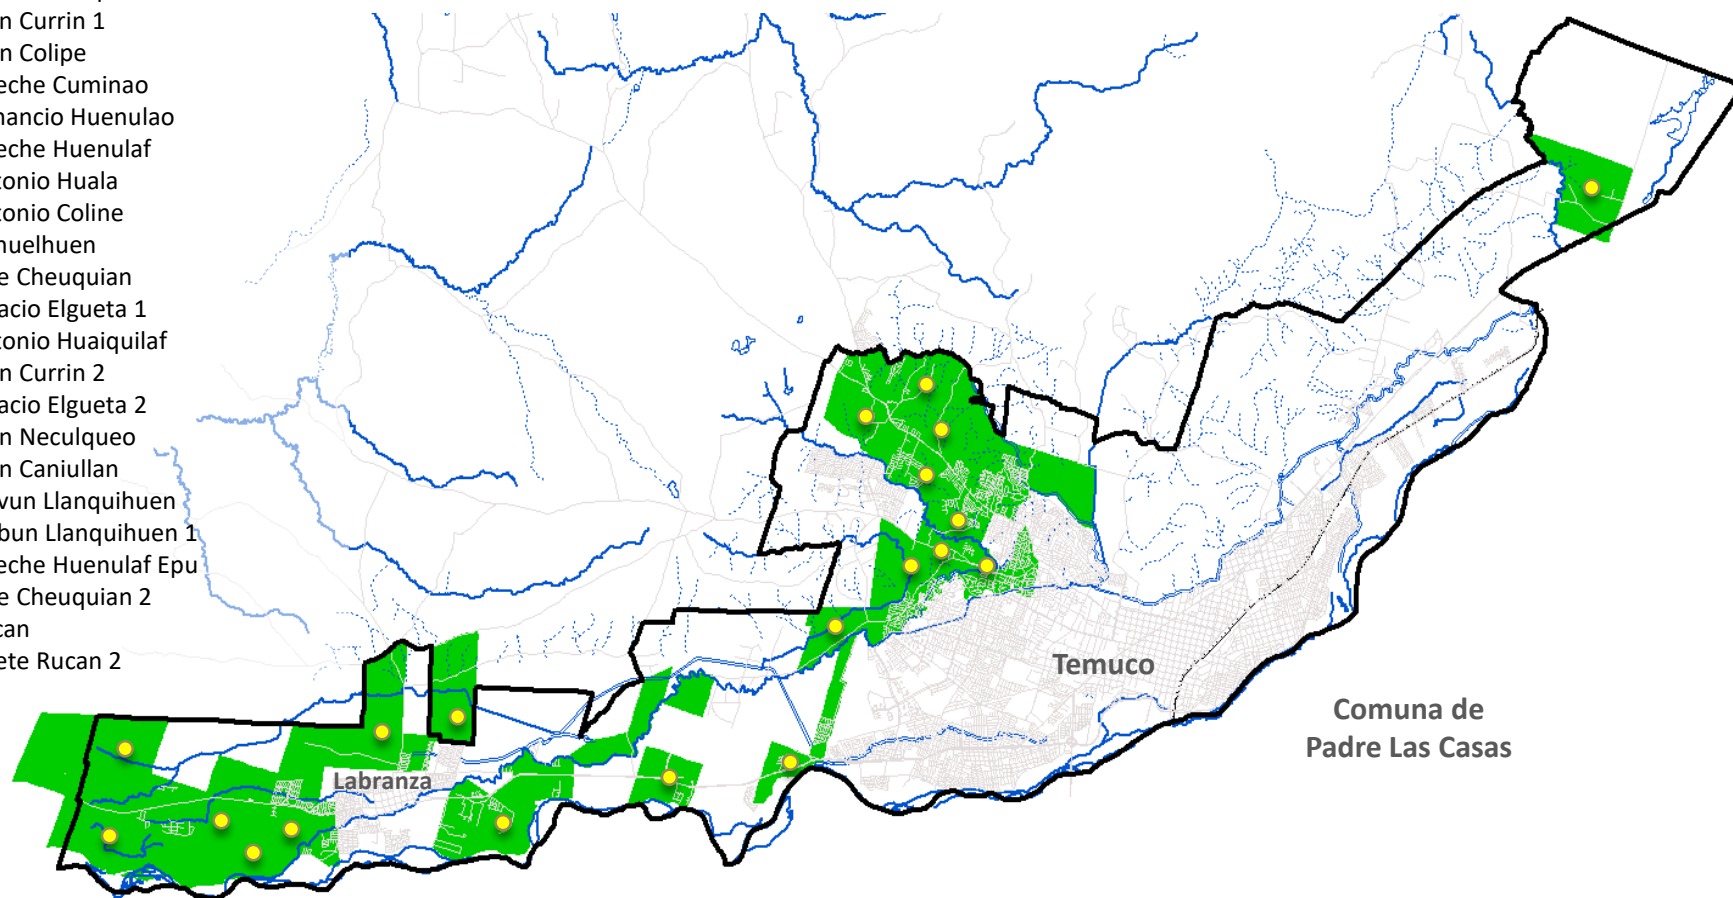 n Currin 1
n Colipe
eche Cuminao
nancio Huenulao
eche Huenulaf
tonio Huala
tonio Coline
nuelhuen
e Cheuquian
acio Elgueta 1
tonio Huaiquilaf
n Currin 2
acio Elgueta 2
n Neculqueo
n Caniullan
vun Llanquihuen
bun Llanquihuen 1
eche Huenulaf Epu
e Cheuquian 2
can
ete Rucan 2
Temuco
Comuna de
Padre Las Casas
Labranza